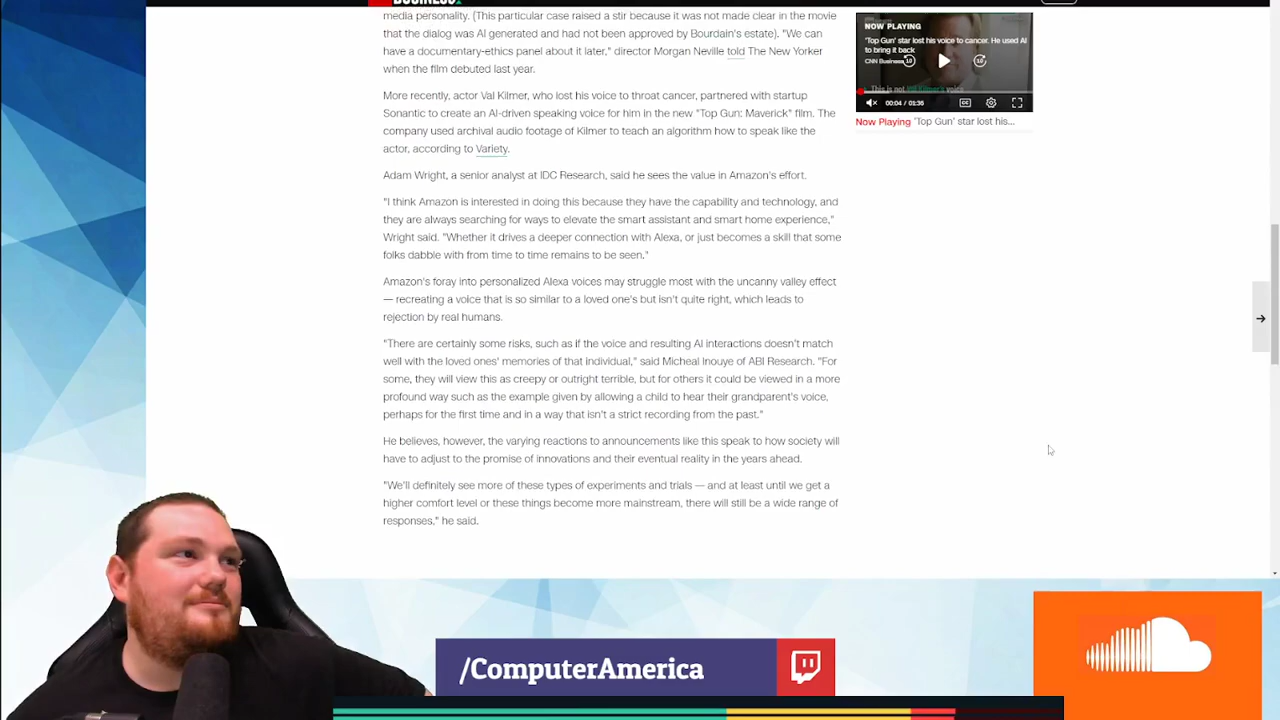 media personality. (This particular case raised a stir because it was not made clear in the movie
that the dialog was AI generated and had not been approved by Bourdain's estate). "We can
have a documentary-ethics panel about it later," director Morgan Neville told The New Yorker
when the film debuted last year.
More recently, actor Val Kilmer, who lost his voice to throat cancer, partnered with startup
Sonantic to create an AI-driven speaking voice for him in the new "Top Gun: Maverick" film. The
company used archival audio footage of Kilmer to teach an algorithm how to speak like the
actor, according to Variety.
Adam Wright, a senior analyst at IDC Research, said he sees the value in Amazon's effort.
"I think Amazon is interested in doing this because they have the capability and technology, and
they are always searching for ways to elevate the smart assistant and smart home experience,"
Wright said. "Whether it drives a deeper connection with Alexa, or just becomes a skill that some
folks dabble with from time to time remains to be seen."
Amazon's foray into personalized Alexa voices may struggle most with the uncanny valley effect
— recreating a voice that is so similar to a loved one's but isn't quite right, which leads to
rejection by real humans.
"There are certainly some risks, such as if the voice and resulting AI interactions doesn't match
well with the loved ones' memories of that individual," said Micheal Inouye of ABI Research. "For
some, they will view this as creepy or outright terrible, but for others it could be viewed in a more
profound way such as the example given by allowing a child to hear their grandparent's voice,
perhaps for the first time and in a way that isn't a strict recording from the past."
He believes, however, the varying reactions to announcements like this speak to how society will
have to adjust to the promise of innovations and their eventual reality in the years ahead.
"We'll definitely see more of these types of experiments and trials — and at least until we get a
higher comfort level or these things become more mainstream, there will still be a wide range of
responses," he said.
NOW PLAYING
'Top Gun' star lost his voice to cancer. He used AI
to bring it back
CNN Business
10
10
This is not Val Kilmer's voice
00:04 / 01:36
CC
Now Playing 'Top Gun' star lost his...
/ComputerAmerica